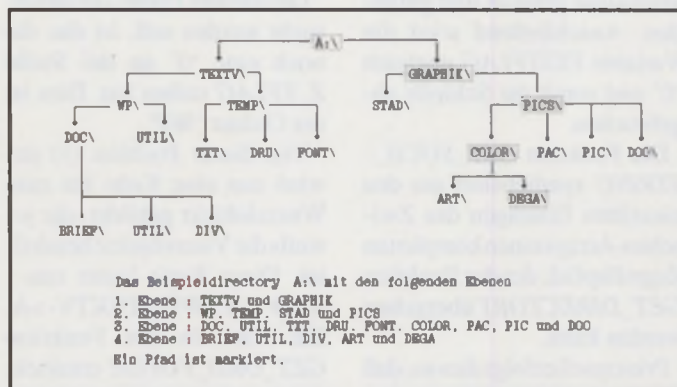 A:\
TEXTV\ GRAPHIK\
WP\ TEMP\ STAD\ PICS\
DOC\ UTIL\ TXT\ DRU\ FONT\ COLOR\ PAC\ PIC\ DOO\
ART\ DEGA\
BRIEF\ UTIL\ DIV\
Das Beispieldirectory A:\ mit den folgenden Ebenen
1. Ebene : TEXTV und GRAPHIK
2. Ebene : WP, TEMP, STAD und PICS
3. Ebene : DOC, UTIL, TXT, DRU, FONT, COLOR, PAC, PIC und DOO
4. Ebene : BRIEF, UTIL, DIV, ART und DEGA
Ein Pfad ist markiert.